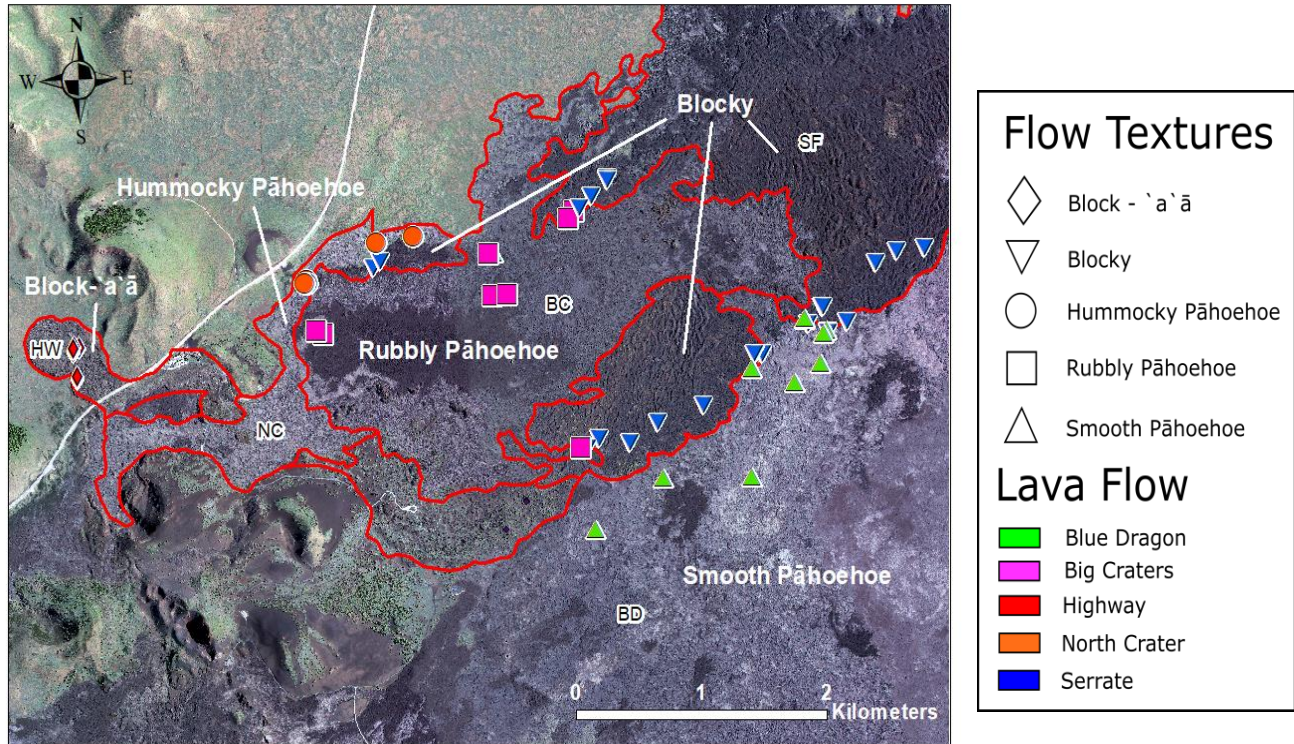 N
W E
S
Blocky
SF
Hummocky Pāhoehoe
Block-`a`ā
HW
BC
Rubbly Pāhoehoe
NC
Smooth Pāhoehoe
BD
0 1 2
Kilometers
Flow Textures
Block - `a`ā
Blocky
Hummocky Pāhoehoe
Rubbly Pāhoehoe
Smooth Pāhoehoe
Lava Flow
Blue Dragon
Big Craters
Highway
North Crater
Serrate